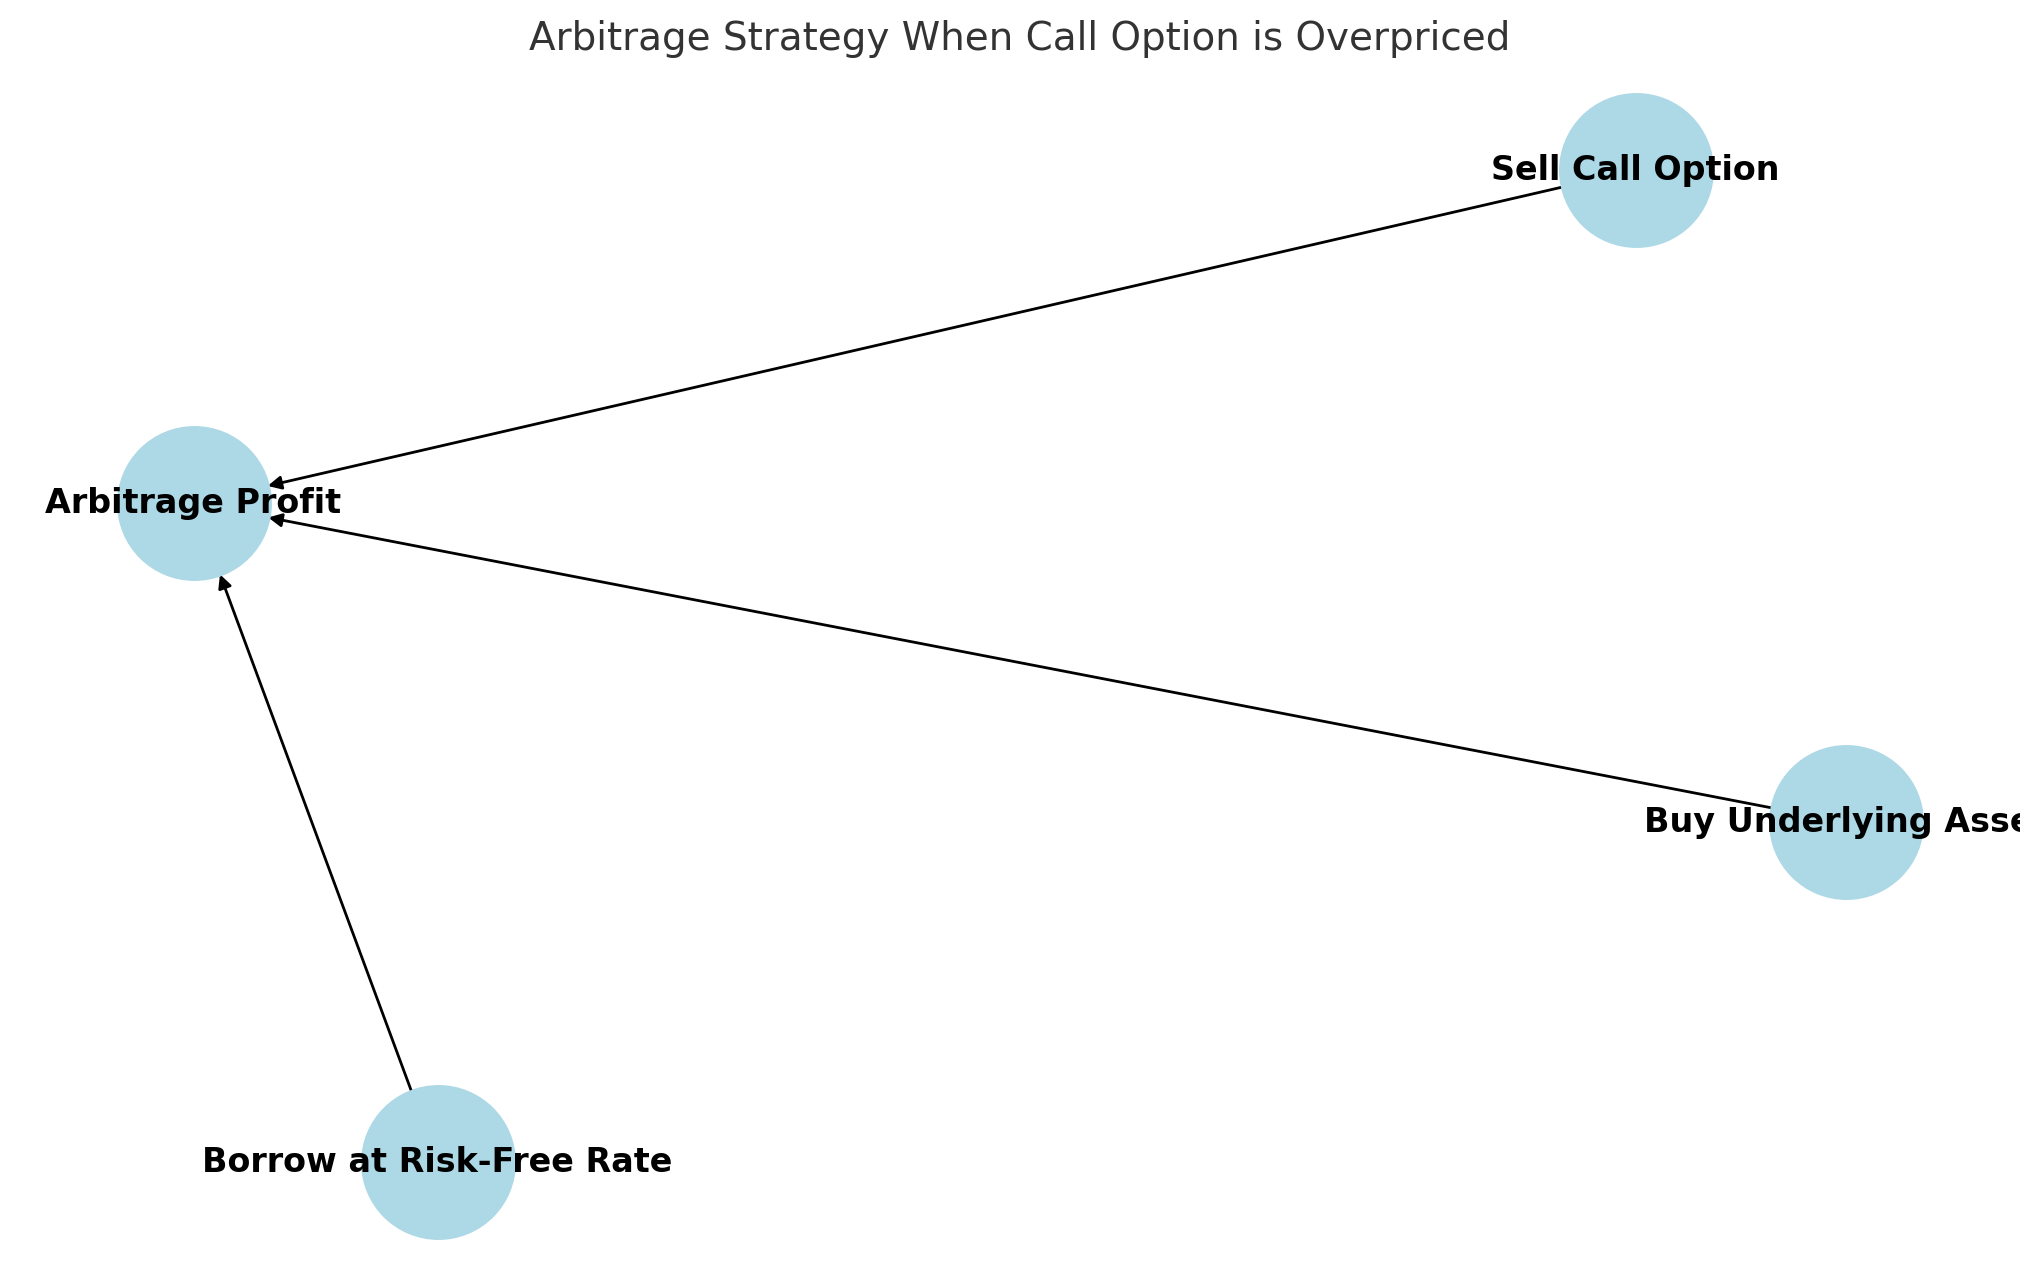 Arbitrage Strategy When Call Option is Overpriced
Sell Call Option
Arbitrage Profit
Buy Underlying Asse
Borrow at Risk-Free Rate